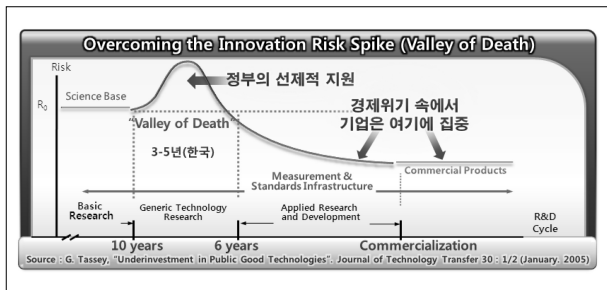 Overcoming the Innovation Risk Spike (Valley of Death)
Risk
정부의 선제적 지원
R₀
Science Base
경제위기 속에서
기업은 여기에 집중
"Valley of Death"
3-5년(한국)
Measurement &
Standards Infrastructure
Commercial Products
Basic
Research
Generic Technology
Research
Applied Research
and Development
R&D
Cycle
10 years
6 years
Commercialization
Source : G. Tassey, "Underinvestment in Public Good Technologies". Journal of Technology Transfer 30 : 1/2 (January. 2005)